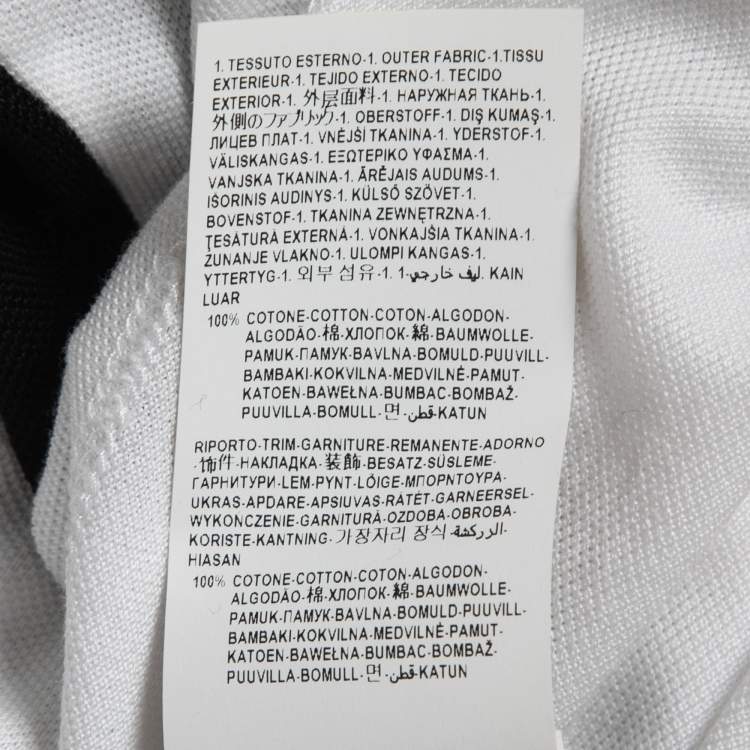 1. TESSUTO ESTERNO-1. OUTER FABRIC-1.TISSU
EXTERIEUR-1. TEJIDO EXTERNO-1. TECIDO
EXTERIOR-1. 外层面料-1. НАРУЖНАЯ ТКАНЬ-1.
外側のファブリック-1. OBERSTOFF-1. DIŞ KUMAŞ-1.
ЛИЦЕВ ПЛАТ-1. VNĚJŠI TKANINA-1. YDERSTOF-1.
VÄLISKANGAS-1. ΕΞΩΤΕΡΙΚΟ ΥΦΑΣΜΑ-1.
VANJSKA TKANINA-1. ĀRĒJAIS AUDUMS-1.
IŠORINIS AUDINYS-1. KÜLSŐ SZÖVET-1.
BOVENSTOF-1. TKANINA ZEWNĘTRZNA-1.
ŢESĂTURĂ EXTERNĂ-1. VONKAJŠIA TKANINA-1.
ZUNANJE VLAKNO-1. ULOMPI KANGAS-1.
YTTERTYG-1. 외부 섬유-1. ليف خارجي-1. KAIN
LUAR
100% COTONE-COTTON-COTON-ALGODON-
ALGODÃO-棉-ХЛОПОК-綿-BAUMWOLLE-
PAMUK-ПАМУК-BAVLNA-BOMULD-PUUVILL-
BAMBAKI-KOKVILNA-MEDVILNĖ-PAMUT-
KATOEN-BAWEŁNA-BUMBAC-BOMBAŽ-
PUUVILLA-BOMULL-면-قطن-KATUN
RIPORTO-TRIM-GARNITURE-REMANENTE-ADORNO
-饰件-НАКЛАДКА-装飾-BESATZ-SÜSLEME-
ГАРНИТУРИ-LEM-PYNT-LÓIGE-ΜΠΟΡΝΤΟΥΡΑ-
UKRAS-APDARE-APSIUVAS-RÁTÉT-GARNEERSEL-
WYKONCZENIE-GARNITURĂ-OZDOBA-OBROBA-
KORISTE-KANTNING-가장자리 장식-الزركشة-
HIASAN
100% COTONE-COTTON-COTON-ALGODON-
ALGODÃO-棉-ХЛОПОК-綿-BAUMWOLLE-
PAMUK-ПАМУК-BAVLNA-BOMULD-PUUVILL-
BAMBAKI-KOKVILNA-MEDVILNĖ-PAMUT-
KATOEN-BAWEŁNA-BUMBAC-BOMBAŽ-
PUUVILLA-BOMULL-면-قطن-KATUN